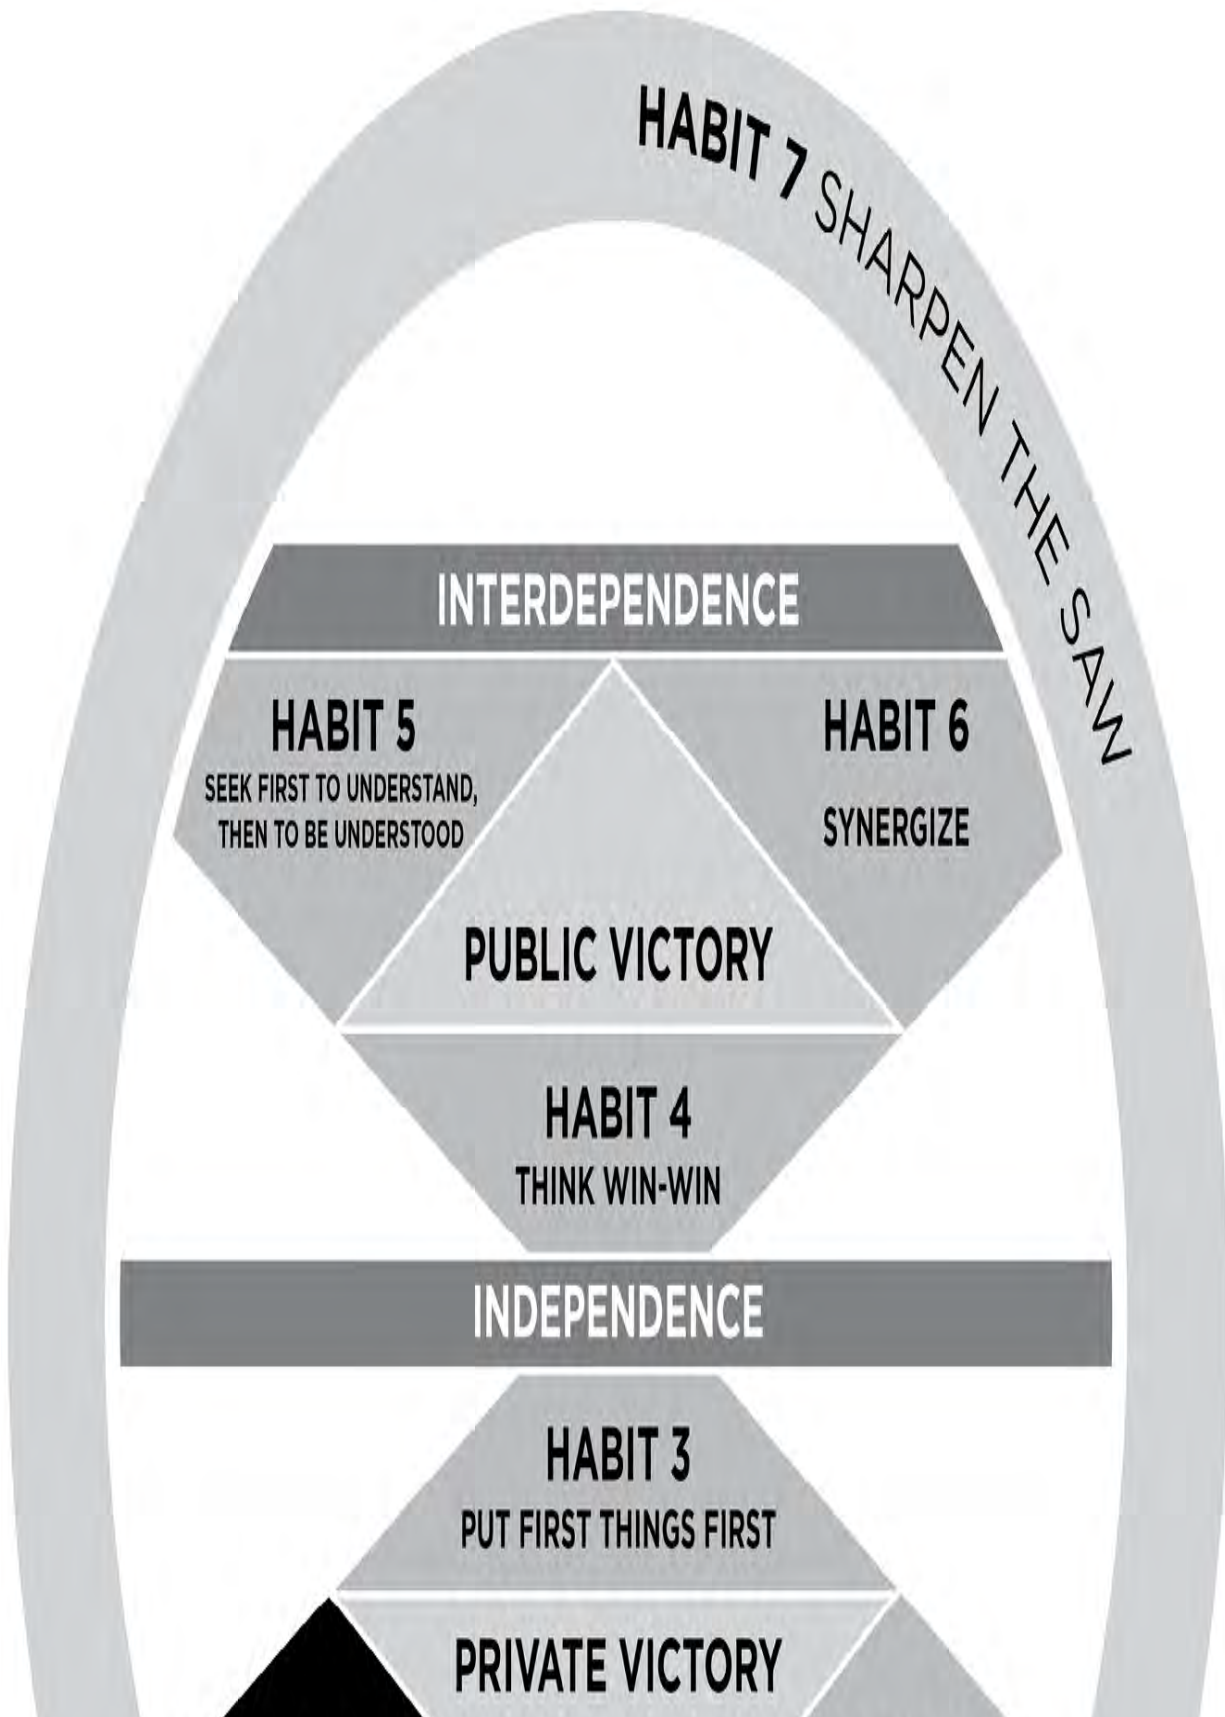 HABIT 7 SHARPEN THE SAW
INTERDEPENDENCE
HABIT 5
SEEK FIRST TO UNDERSTAND,
THEN TO BE UNDERSTOOD
HABIT 6
SYNERGIZE
PUBLIC VICTORY
HABIT 4
THINK WIN-WIN
INDEPENDENCE
HABIT 3
PUT FIRST THINGS FIRST
PRIVATE VICTORY